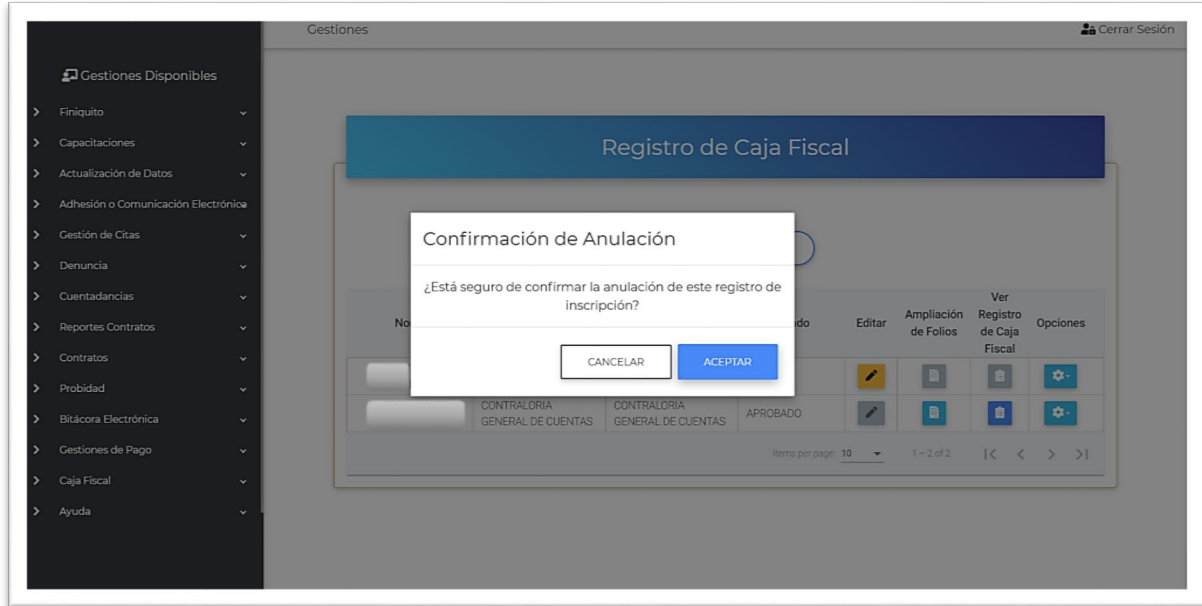 Gestiones
Cerrar Sesión
Gestiones Disponibles
Finiquito
Capacitaciones
Actualización de Datos
Adhesión o Comunicación Electrónica
Gestión de Citas
Denuncia
Cuentadancias
Reportes Contratos
Contratos
Probidad
Bitácora Electrónica
Gestiones de Pago
Caja Fiscal
Ayuda
Registro de Caja Fiscal
Confirmación de Anulación
¿Está seguro de confirmar la anulación de este registro de
inscripción?
CANCELAR
ACEPTAR
No
do
Editar
Ampliación
de Folios
Ver
Registro
de Caja
Fiscal
Opciones
CONTRALORIA
GENERAL DE CUENTAS
CONTRALORIA
GENERAL DE CUENTAS
APROBADO
Items per page: 10
1 – 2 of 2